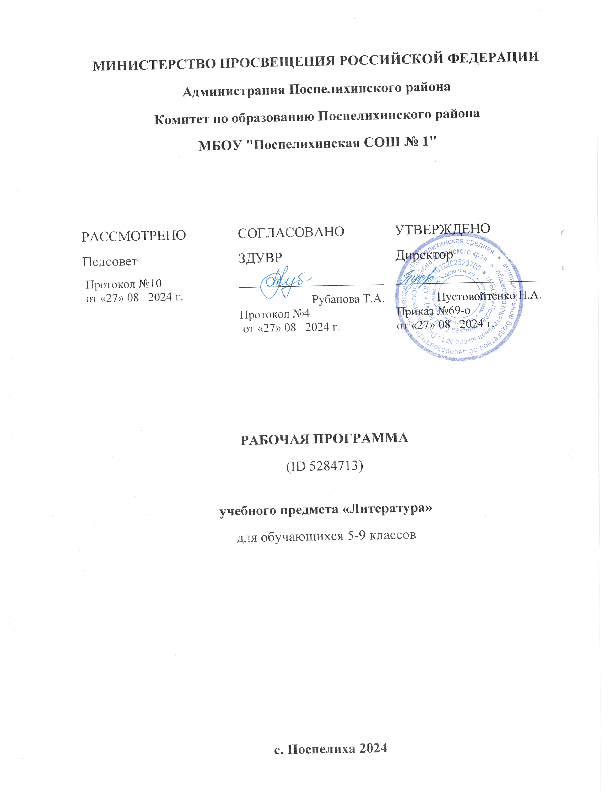 МИНИСТЕРСТВО ПРОСВЕЩЕНИЯ РОССИЙСКОЙ ФЕДЕРАЦИИ
Администрация Поспелихинского района
Комитет по образованию Поспелихинского района
МБОУ "Поспелихинская СОШ № 1"
РАССМОТРЕНО
Педсовет
Протокол №10
от «27» 08 2024 г.
СОГЛАСОВАНО
ЗДУВР
Рубанова Т.А.
Протокол №4
от «27» 08 2024 г.
УТВЕРЖДЕНО
Директор
Пустовойтенко Н.А.
Приказ №69-о
от «27» 08 2024 г.
РАБОЧАЯ ПРОГРАММА
(ID 5284713)
учебного предмета «Литература»
для обучающихся 5-9 классов
с. Поспелиха 2024